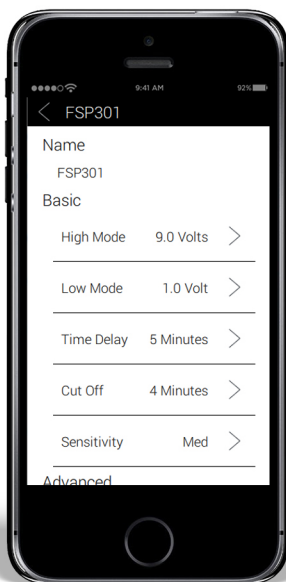 9:41 AM 92%
FSP301
Name
FSP301
Basic
High Mode 9.0 Volts
Low Mode 1.0 Volt
Time Delay 5 Minutes
Cut Off 4 Minutes
Sensitivity Med
Advanced